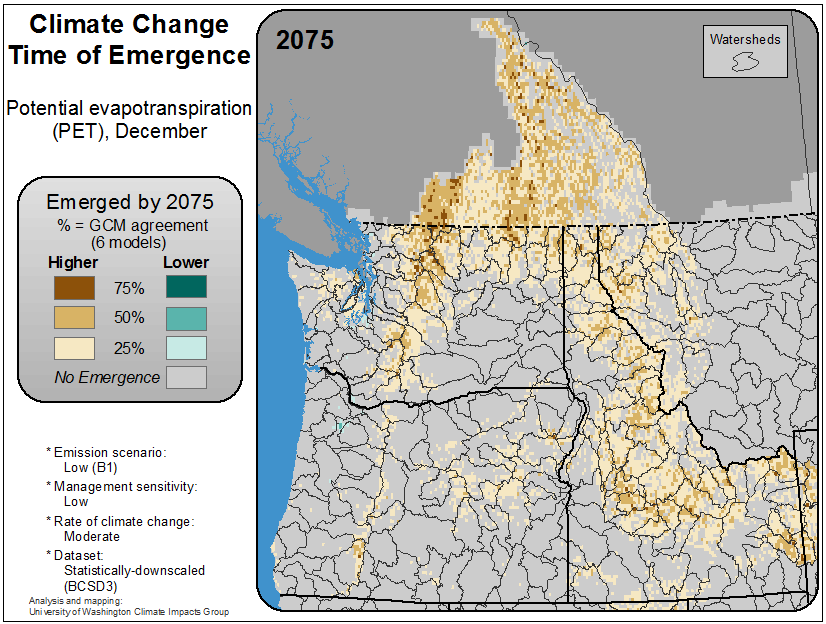 Climate Change
Time of Emergence
Potential evapotranspiration
(PET), December
Emerged by 2075
% = GCM agreement
(6 models)
Higher Lower
75%
50%
25%
No Emergence
* Emission scenario:
Low (B1)
* Management sensitivity:
Low
* Rate of climate change:
Moderate
* Dataset:
Statistically-downscaled
(BCSD3)
Analysis and mapping:
University of Washington Climate Impacts Group
2075
Watersheds